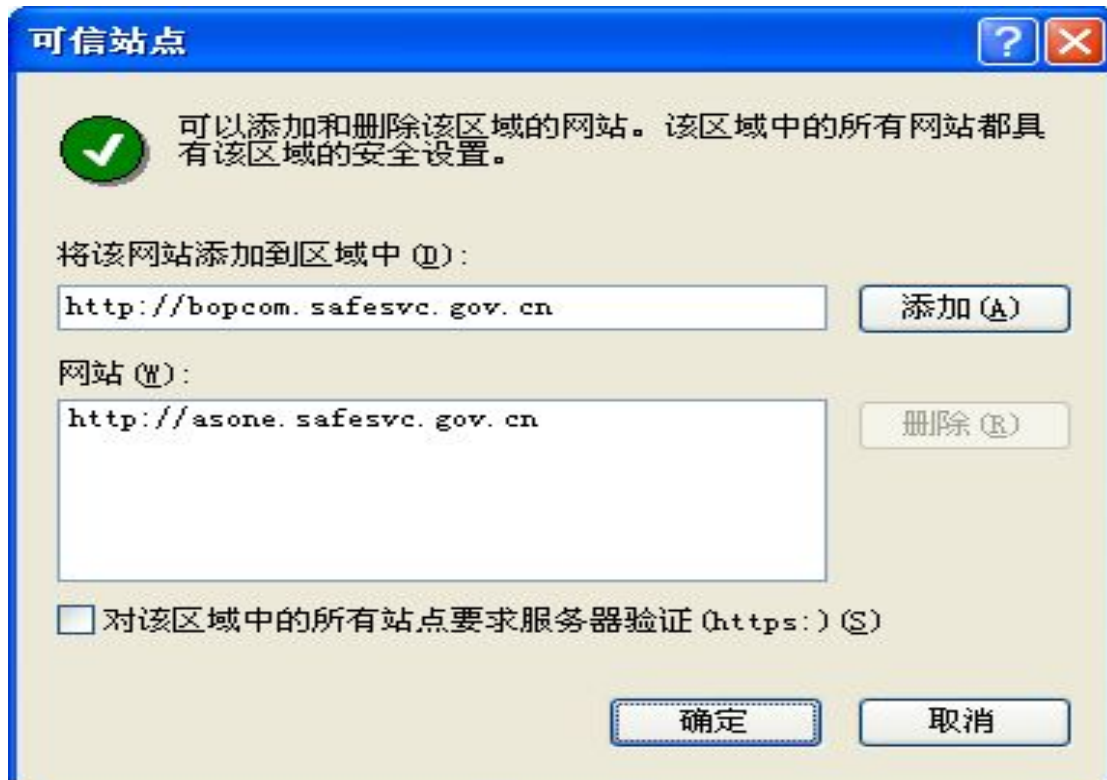 可信站点
可以添加和删除该区域的网站。该区域中的所有网站都具
有该区域的安全设置。
将该网站添加到区域中(D):
http://bopcom.safesvc.gov.cn
添加(A)
网站(W):
http://asone.safesvc.gov.cn
删除(R)
对该区域中的所有站点要求服务器验证(https:)(S)
确定
取消